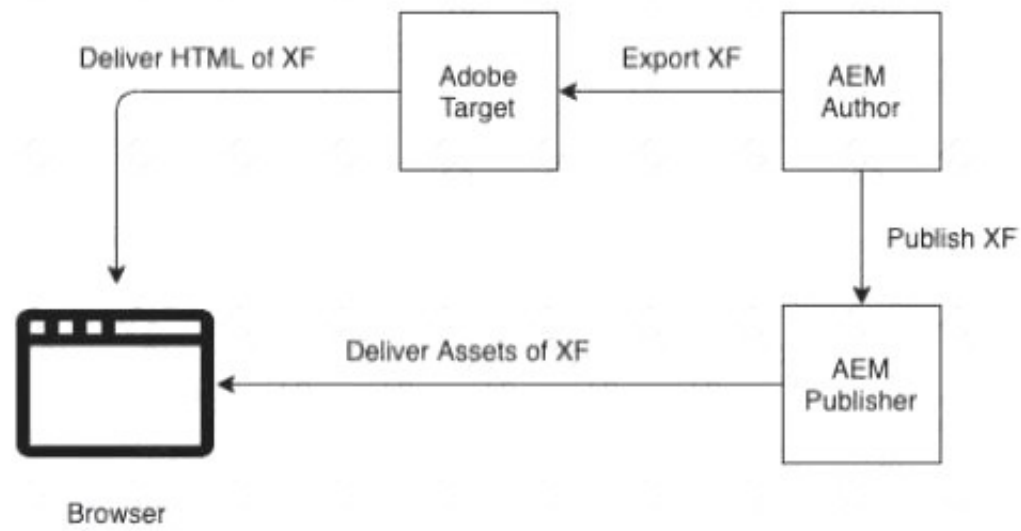 Deliver HTML of XF
Adobe
Target
Export XF
AEM
Author
Publish XF
Deliver Assets of XF
AEM
Publisher
Browser